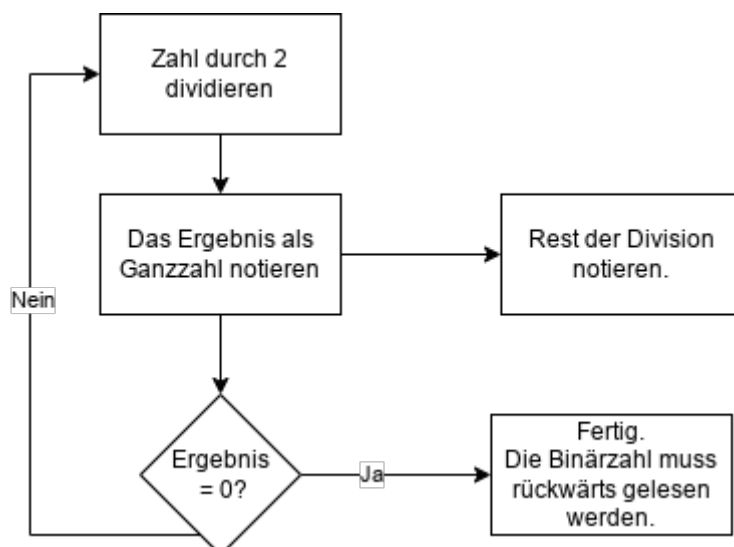 Zahl durch 2
dividieren
Das Ergebnis als
Ganzzahl notieren
Rest der Division
notieren.
Nein
Ergebnis
= 0?
Ja
Fertig.
Die Binärzahl muss
rückwärts gelesen
werden.